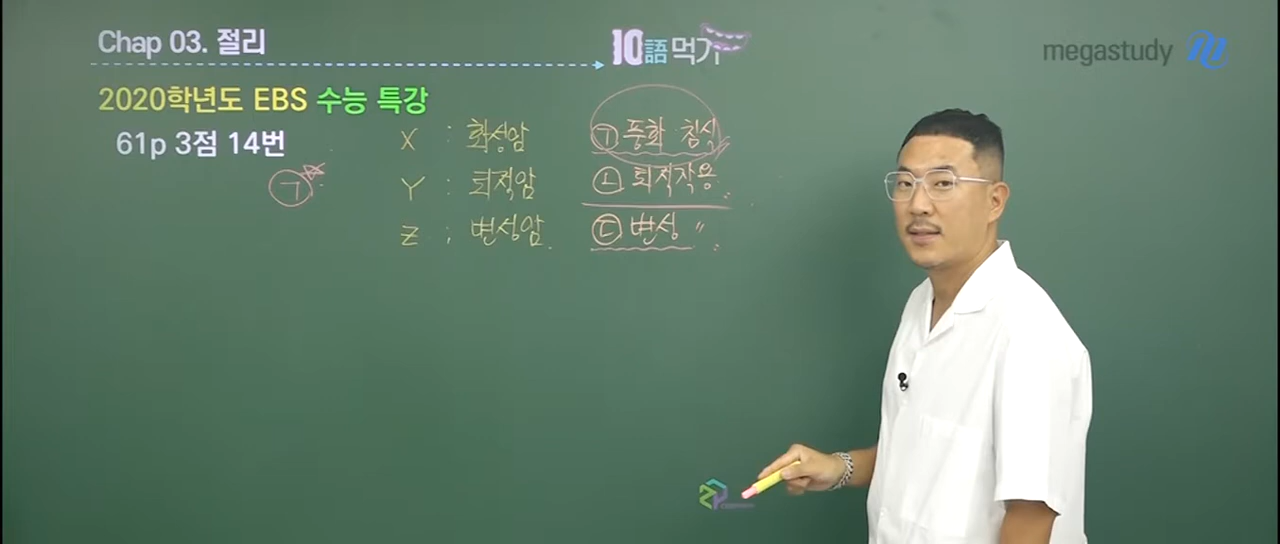 Chap 03. 절리
10語먹기
megastudy
2020학년도 EBS 수능 특강
61p 3점 14번
X : 화성암 ㉠ 풍화 침식
㉠
Y : 퇴적암 ㉡ 퇴적작용
Z : 변성암. ㉢ 변성 〃